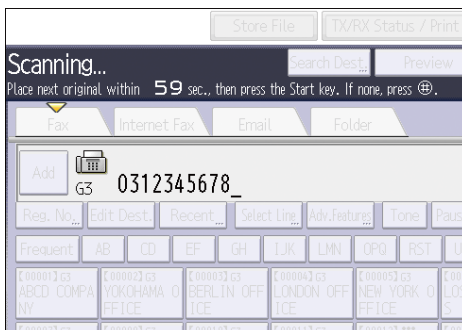 Store File TX/RX Status / Print
Scanning...
Search Dest. Preview
Place next original within 59 sec., then press the Start key. If none, press ⊕.
Fax Internet Fax Email Folder
Add G3 0312345678_
Reg. No. Edit Dest. Recent Select Line Adv.Features Tone Paus
Frequent AB CD EF GH IJK LMN OPQ RST U
[00001]G3 [00002]G3 [00003]G3 [00004]G3 [00005]G3
ABCD COMPA YOKOHAMA O BERLIN OFF LONDON OFF NEW YORK O LOS
NY FFICE ICE ICE FFICE S